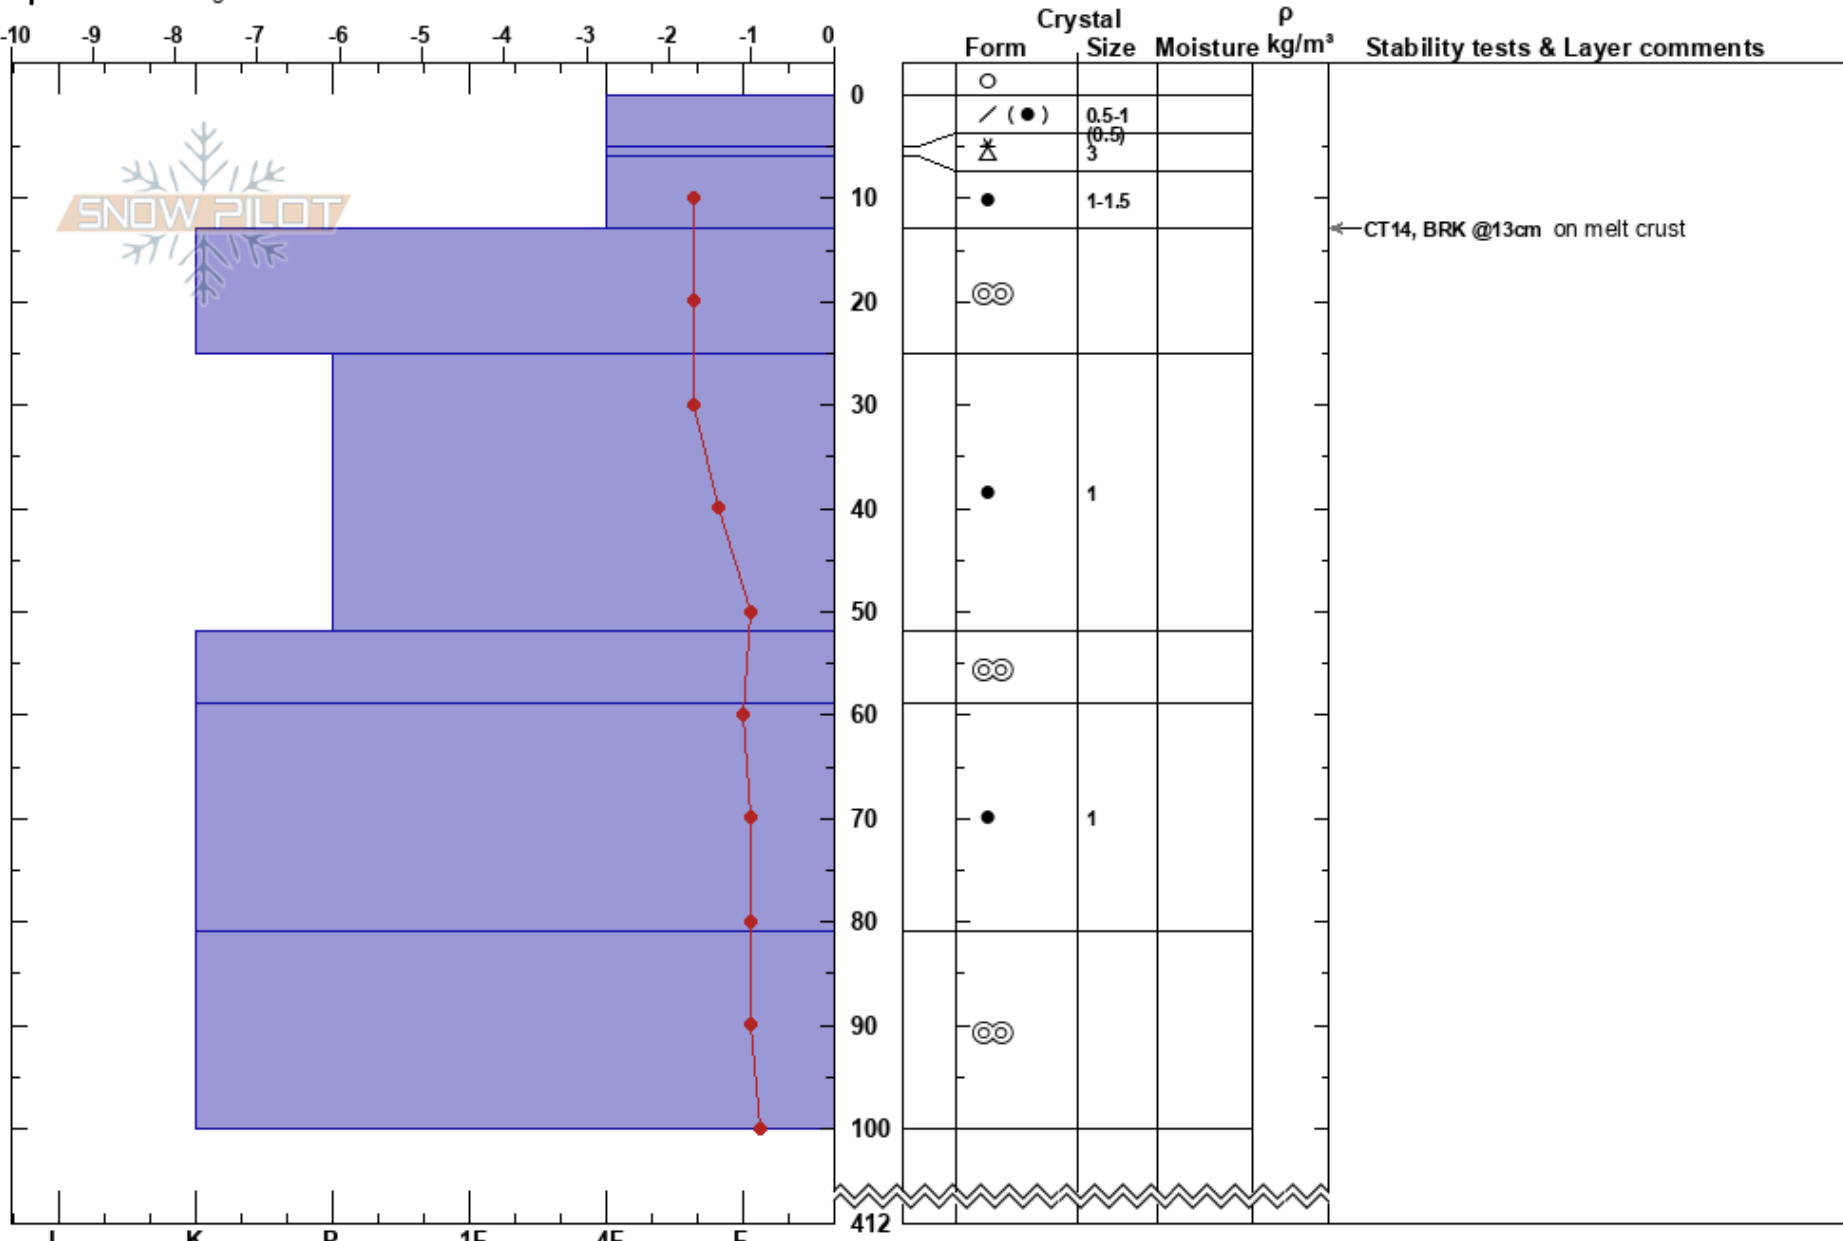 -10 -9 -8 -7 -6 -5 -4 -3 -2 -1 0
Crystal
ρ
Form Size Moisture kg/m³ Stability tests & Layer comments
0
0.5-1
(0.5)
3
SNOW PILOT
10
1-1.5
CT14, BRK @13cm on melt crust
20
30
1
40
50
60
70
1
80
90
100
412
K 1F 4F F